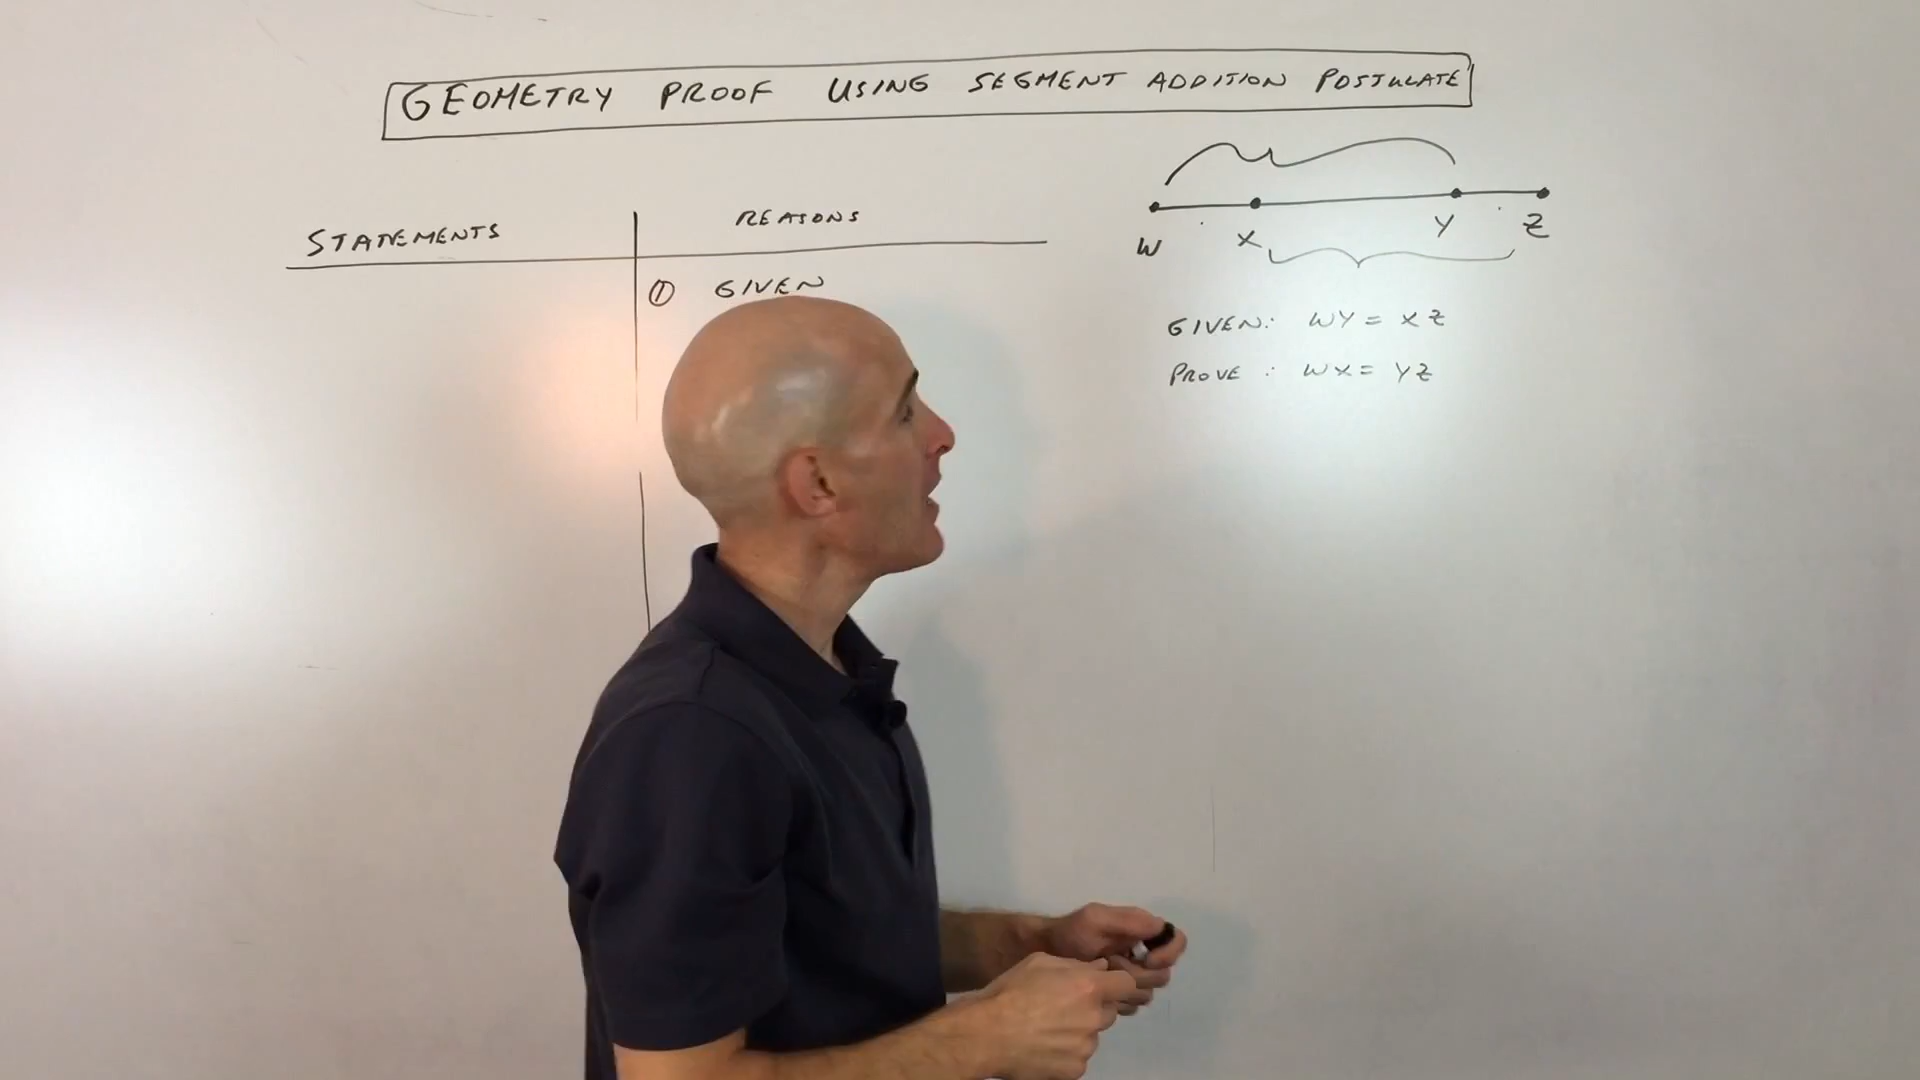 GEOMETRY PROOF USING SEGMENT ADDITION POSTULATE
STATEMENTS
REASONS
① GIVEN
W X Y Z
GIVEN: WY = XZ
PROVE : WX = YZ